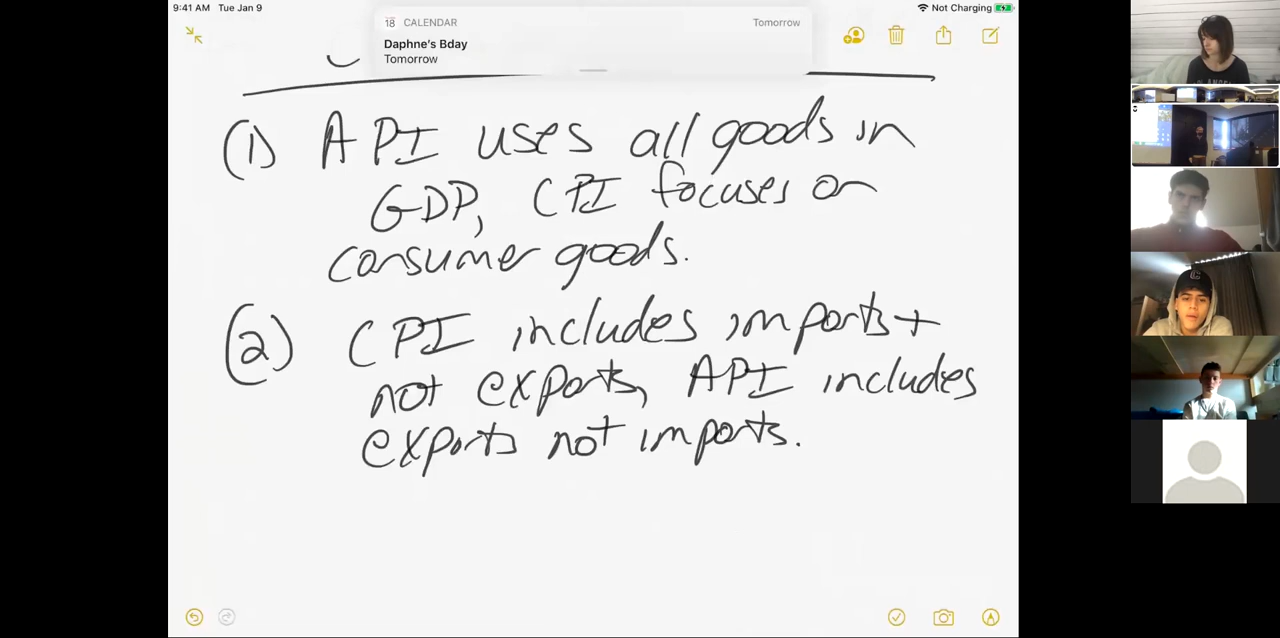 9:41 AM Tue Jan 9
Not Charging
18 CALENDAR
Tomorrow
Daphne's Bday
Tomorrow
(1) API uses all goods in
GDP, CPI focuses on
consumer goods.
(2) CPI includes imports +
not exports, API includes
exports not imports.
C